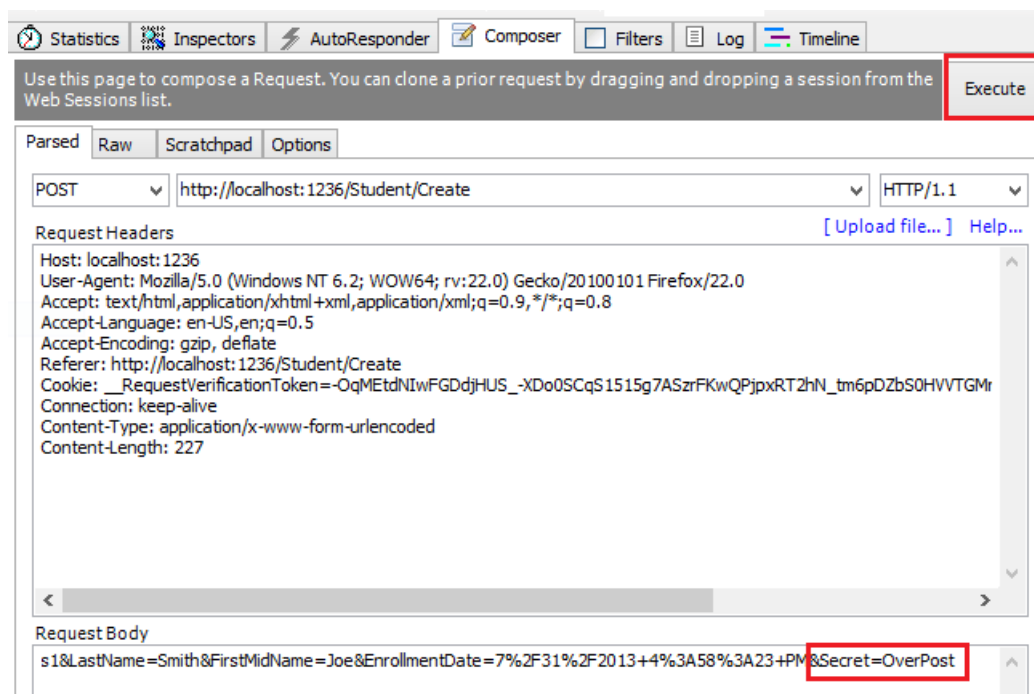 Statistics Inspectors AutoResponder Composer Filters Log Timeline
Use this page to compose a Request. You can clone a prior request by dragging and dropping a session from the
Web Sessions list.
Execute
Parsed Raw Scratchpad Options
POST http://localhost:1236/Student/Create HTTP/1.1
Request Headers [ Upload file... ] Help...
Host: localhost:1236
User-Agent: Mozilla/5.0 (Windows NT 6.2; WOW64; rv:22.0) Gecko/20100101 Firefox/22.0
Accept: text/html,application/xhtml+xml,application/xml;q=0.9,*/*;q=0.8
Accept-Language: en-US,en;q=0.5
Accept-Encoding: gzip, deflate
Referer: http://localhost:1236/Student/Create
Cookie: __RequestVerificationToken=-OqMEtdNIwFGDdjHUS_-XDo0SCqS1515g7ASzrFKwQPjpxRT2hN_tm6pDZbS0HVVTGMr
Connection: keep-alive
Content-Type: application/x-www-form-urlencoded
Content-Length: 227
Request Body
s1&LastName=Smith&FirstMidName=Joe&EnrollmentDate=7%2F31%2F2013+4%3A58%3A23+PM&Secret=OverPost